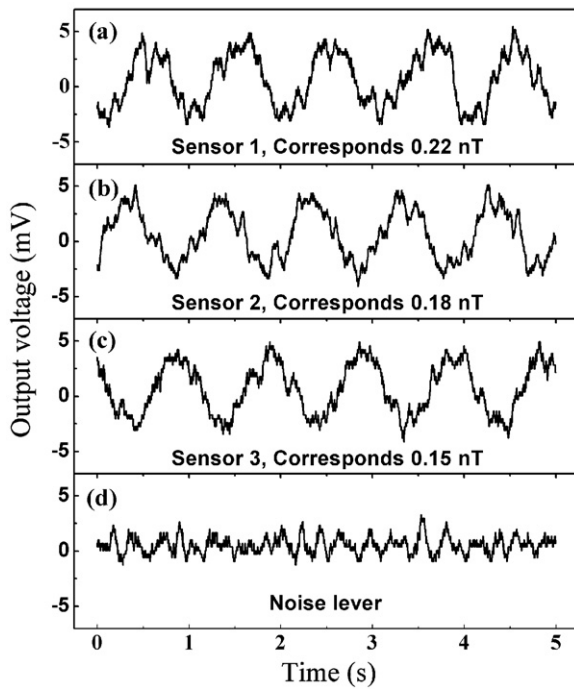 Output voltage (mV)
(a)
5
0
-5
Sensor 1, Corresponds 0.22 nT
(b)
5
0
-5
Sensor 2, Corresponds 0.18 nT
(c)
5
0
-5
Sensor 3, Corresponds 0.15 nT
(d)
5
0
-5
Noise lever
0 1 2 3 4 5
Time (s)